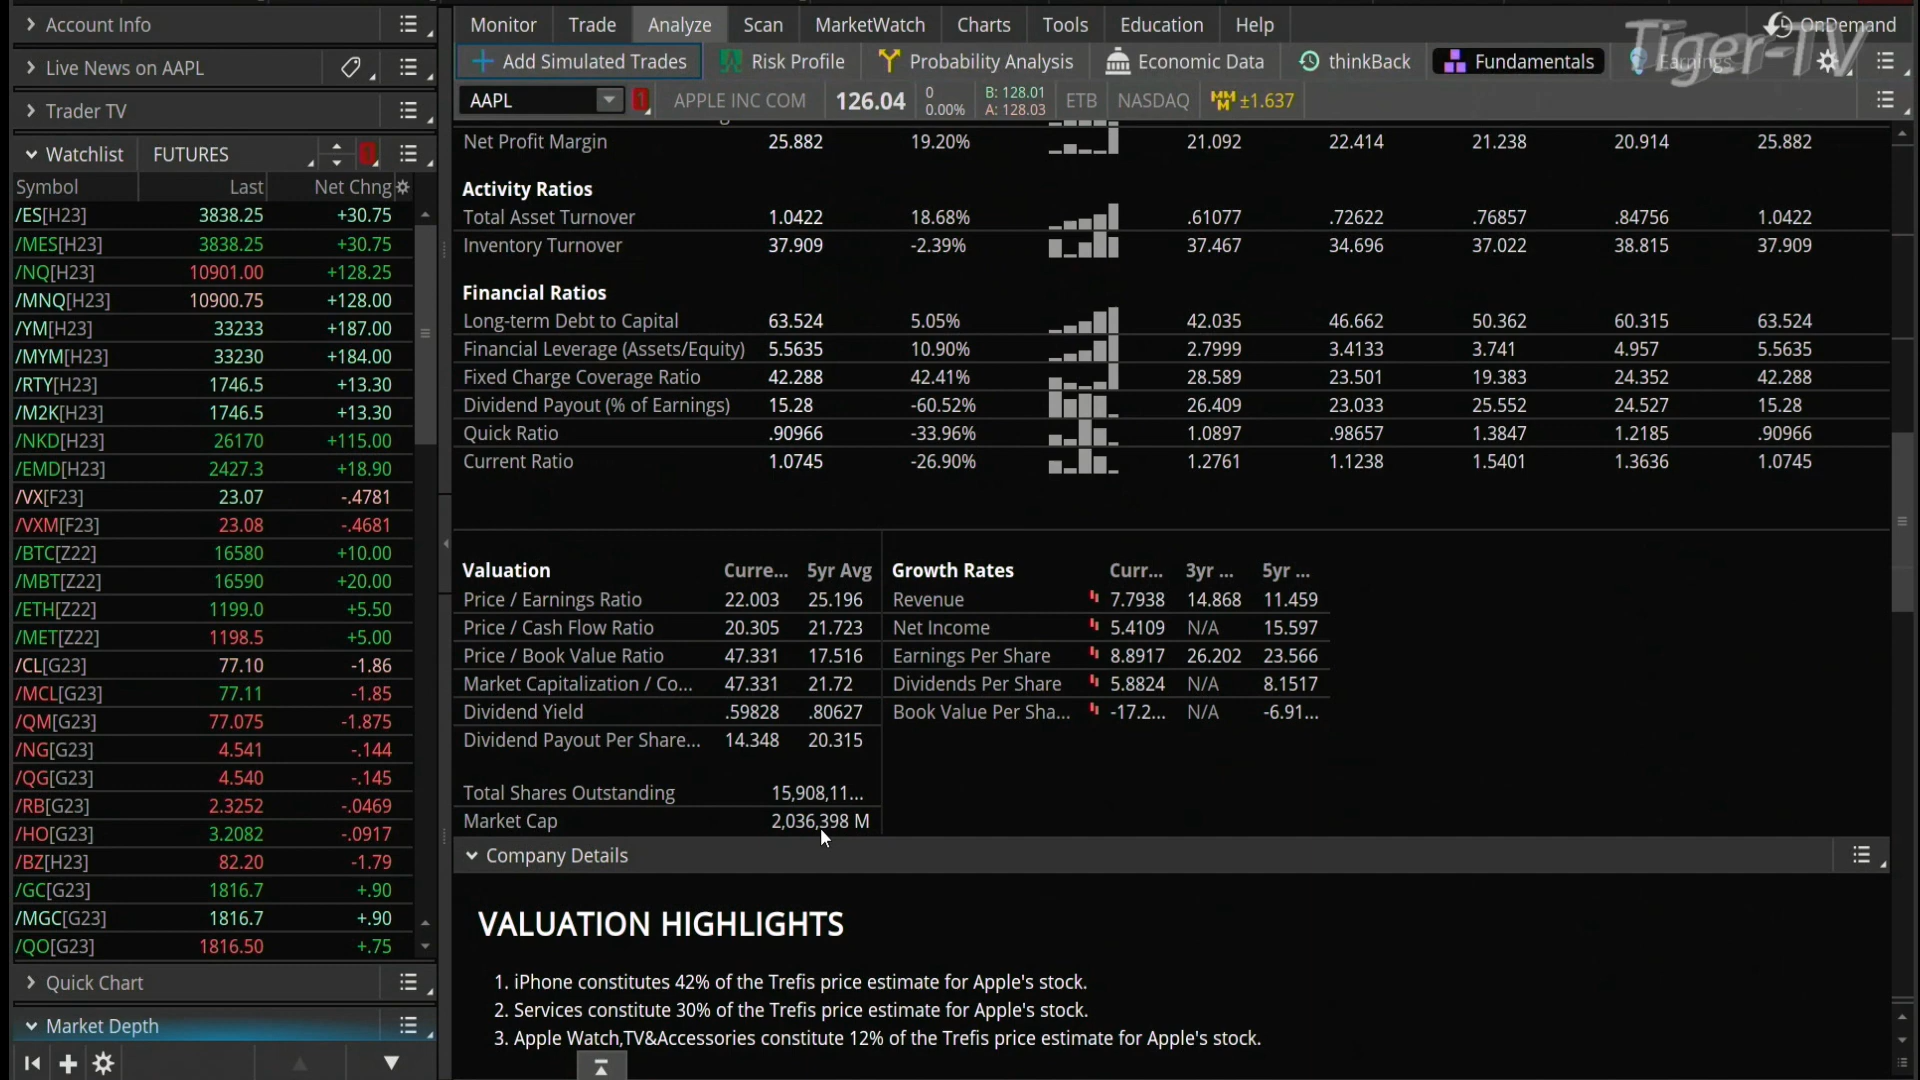 Account Info
Live News on AAPL
Trader TV
Watchlist FUTURES
Symbol Last Net Chng
/ES[H23] 3838.25 +30.75
/MES[H23] 3838.25 +30.75
/NQ[H23] 10901.00 +128.25
/MNQ[H23] 10900.75 +128.00
/YM[H23] 33233 +187.00
/MYM[H23] 33230 +184.00
/RTY[H23] 1746.5 +13.30
/M2K[H23] 1746.5 +13.30
/NKD[H23] 26170 +115.00
/EMD[H23] 2427.3 +18.90
/VX[F23] 23.07 -.4781
/VXM[F23] 23.08 -.4681
/BTC[Z22] 16580 +10.00
/MBT[Z22] 16590 +20.00
/ETH[Z22] 1199.0 +5.50
/MET[Z22] 1198.5 +5.00
/CL[G23] 77.10 -1.86
/MCL[G23] 77.11 -1.85
/QM[G23] 77.075 -1.875
/NG[G23] 4.541 -.144
/QG[G23] 4.540 -.145
/RB[G23] 2.3252 -.0469
/HO[G23] 3.2082 -.0917
/BZ[H23] 82.20 -1.79
/GC[G23] 1816.7 +.90
/MGC[G23] 1816.7 +.90
/QO[G23] 1816.50 +.75
Quick Chart
Market Depth
Monitor Trade Analyze Scan MarketWatch Charts Tools Education Help OnDemand
Tiger-TV
Add Simulated Trades Risk Profile Probability Analysis Economic Data thinkBack Fundamentals Earnings
AAPL 1 APPLE INC COM 126.04 0 B: 128.01 ETB NASDAQ ±1.637
0.00% A: 128.03
Net Profit Margin 25.882 19.20% 21.092 22.414 21.238 20.914 25.882
Activity Ratios
Total Asset Turnover 1.0422 18.68% .61077 .72622 .76857 .84756 1.0422
Inventory Turnover 37.909 -2.39% 37.467 34.696 37.022 38.815 37.909
Financial Ratios
Long-term Debt to Capital 63.524 5.05% 42.035 46.662 50.362 60.315 63.524
Financial Leverage (Assets/Equity) 5.5635 10.90% 2.7999 3.4133 3.741 4.957 5.5635
Fixed Charge Coverage Ratio 42.288 42.41% 28.589 23.501 19.383 24.352 42.288
Dividend Payout (% of Earnings) 15.28 -60.52% 26.409 23.033 25.552 24.527 15.28
Quick Ratio .90966 -33.96% 1.0897 .98657 1.3847 1.2185 .90966
Current Ratio 1.0745 -26.90% 1.2761 1.1238 1.5401 1.3636 1.0745
Valuation Curre... 5yr Avg
Price / Earnings Ratio 22.003 25.196
Price / Cash Flow Ratio 20.305 21.723
Price / Book Value Ratio 47.331 17.516
Market Capitalization / Co... 47.331 21.72
Dividend Yield .59828 .80627
Dividend Payout Per Share... 14.348 20.315
Total Shares Outstanding 15,908,11...
Market Cap 2,036,398 M
Growth Rates Curr... 3yr ... 5yr ...
Revenue 7.7938 14.868 11.459
Net Income 5.4109 N/A 15.597
Earnings Per Share 8.8917 26.202 23.566
Dividends Per Share 5.8824 N/A 8.1517
Book Value Per Sha... -17.2... N/A -6.91...
Company Details
VALUATION HIGHLIGHTS
1. iPhone constitutes 42% of the Trefis price estimate for Apple's stock.
2. Services constitute 30% of the Trefis price estimate for Apple's stock.
3. Apple Watch,TV&Accessories constitute 12% of the Trefis price estimate for Apple's stock.